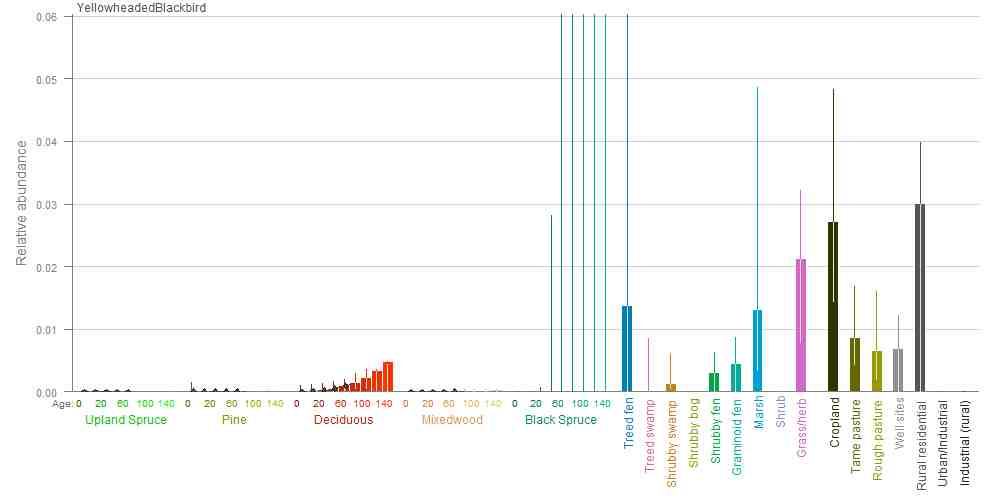 YellowheadedBlackbird
Relative abundance
0.06
0.05
0.04
0.03
0.02
0.01
0.00
Age: 0 20 60 100 140 0 20 60 100 140 0 20 60 100 140 0 20 60 100 140 0 20 60 100 140
Upland Spruce Pine Deciduous Mixedwood Black Spruce
Treed fen
Treed swamp
Shrubby swamp
Shrubby bog
Shrubby fen
Graminoid fen
Marsh
Shrub
Grass/herb
Cropland
Tame pasture
Rough pasture
Well sites
Rural residential
Urban/Industrial
Industrial (rural)